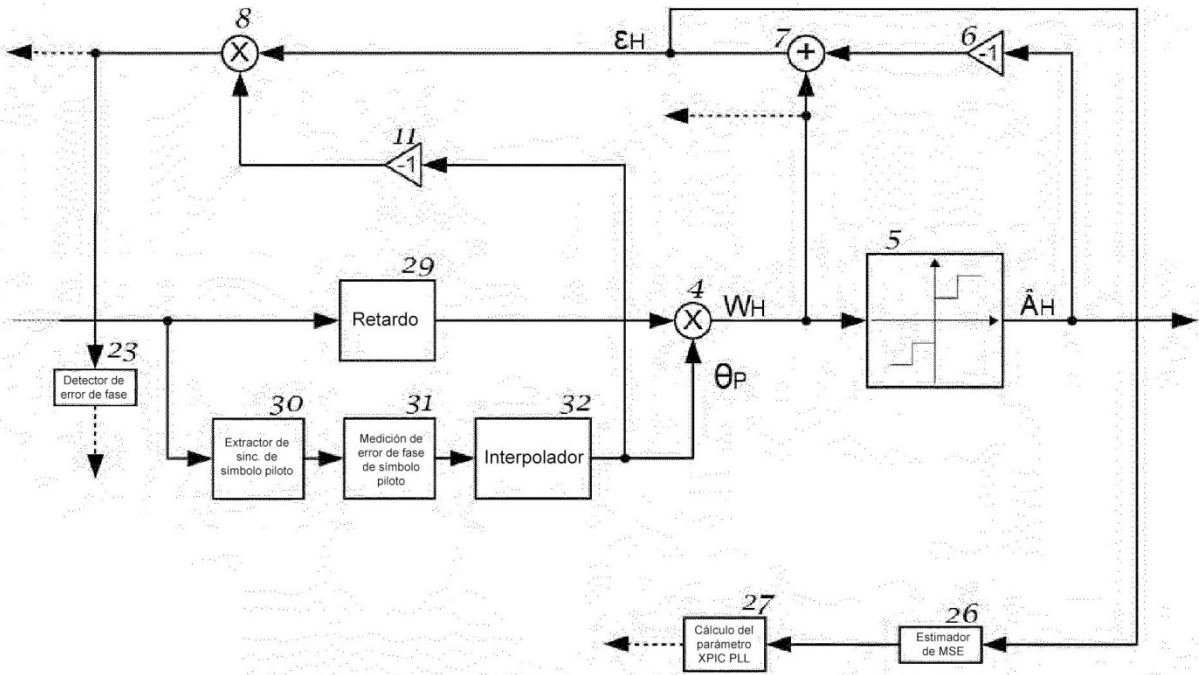 8
7
6
εH
X
+
-1
11
-1
5
29
4
WH
ÂH
Retardo
X
23
θP
Detector de
error de fase
30
31
32
Extractor de
sinc. de
símbolo piloto
Medición de
error de fase
de símbolo
piloto
Interpolador
27
26
Cálculo del
parámetro
XPIC PLL
Estimador
de MSE